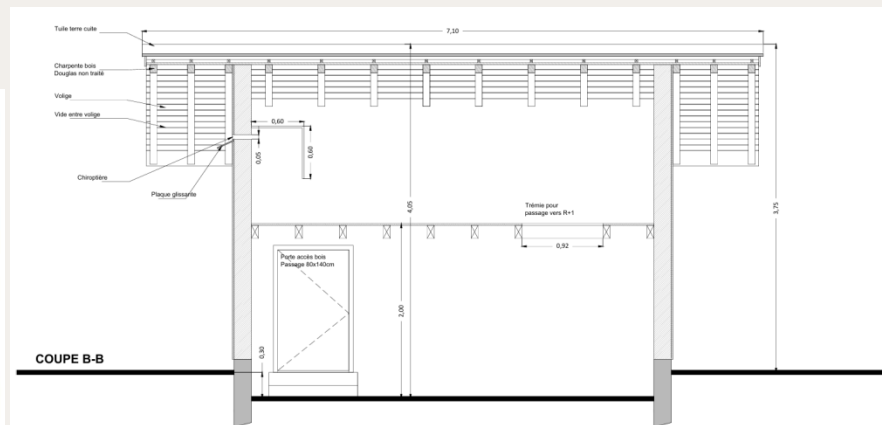 Tuile terre cuite
7,10
Charpente bois
Douglas non traité
Volige
Vide entre volige
0,60
0,05
0,60
Chiroptière
Plaque glissante
4,05
3,75
Trémie pour
passage vers R+1
0,92
Porte accès bois
Passage 80x140cm
2,00
0,30
COUPE B-B